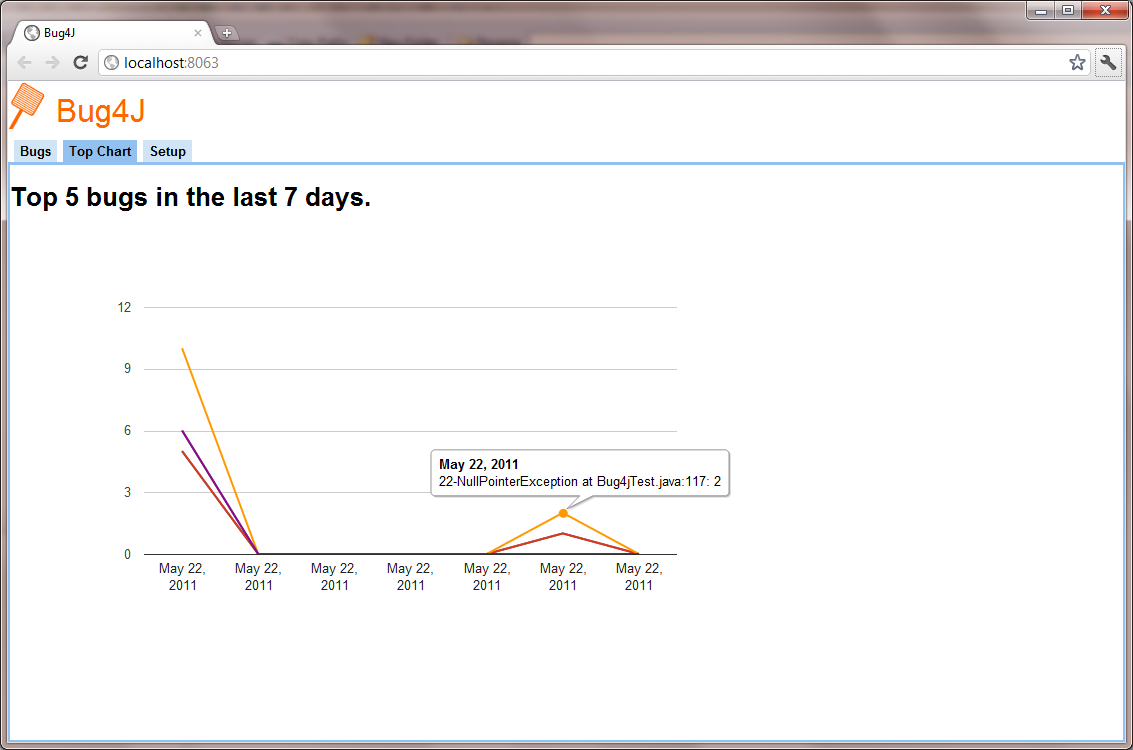 Bug4J
localhost:8063
Bug4J
Bugs
Top Chart
Setup
Top 5 bugs in the last 7 days.
12
9
6
3
0
May 22, 2011
22-NullPointerException at Bug4jTest.java:117: 2
May 22,
2011
May 22,
2011
May 22,
2011
May 22,
2011
May 22,
2011
May 22,
2011
May 22,
2011